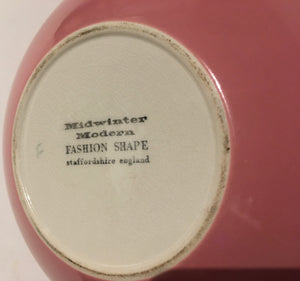 Midwinter
Modern
F
FASHION SHAPE
staffordshire england